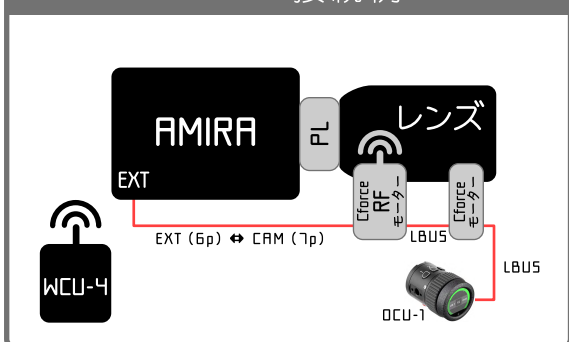 AMIRA
EXT
PL
レンズ
Cforce
RF
モーター
Cforce
モーター
EXT (6p) ⇔ CAM (7p)
LBUS
LBUS
WCU-4
OCU-1